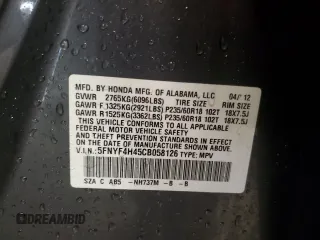 MFD. BY HONDA MFG. OF ALABAMA, LLC 04/12
GVWR 2765KG(6096LBS) TIRE SIZE RIM SIZE
GAWR F 1325KG(2921LBS) P235/60R18 102T 18X7.5J
GAWR R 1525KG(3362LBS) P235/60R18 102T 18X7.5J
THIS VEHICLE CONFORMS TO ALL APPLICABLE
FEDERAL MOTOR VEHICLE SAFETY AND THEFT
PREVENTION STANDARDS IN EFFECT ON THE DATE OF
MANUFACTURE SHOWN ABOVE.
V.I.N.: 5FNYF4H45CB058126 TYPE: MPV
SZA C AB5 -NH737M -B -B
© AUTOBIDMASTER